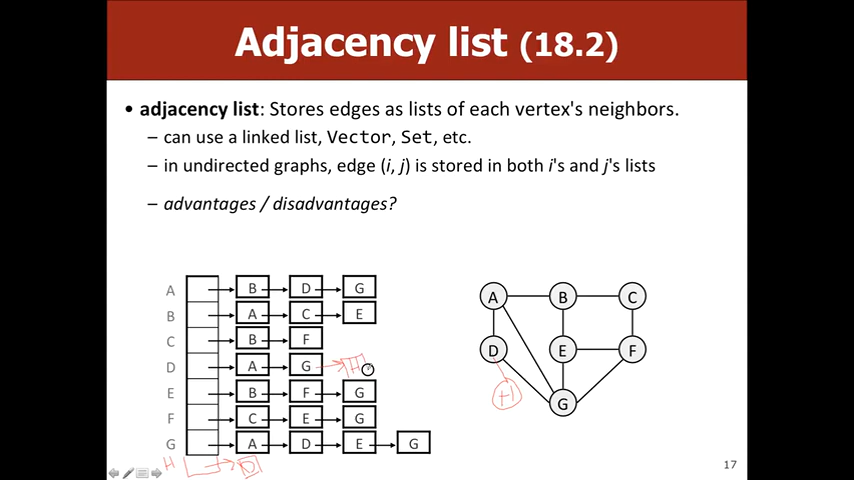 Adjacency list (18.2)
• adjacency list: Stores edges as lists of each vertex's neighbors.
– can use a linked list, Vector, Set, etc.
– in undirected graphs, edge (i, j) is stored in both i's and j's lists
– advantages / disadvantages?
A B D G
B A C E
C B F
D A G H
E B F G
F C E G
G A D E G
H D
A B C
D E F
H
G
17